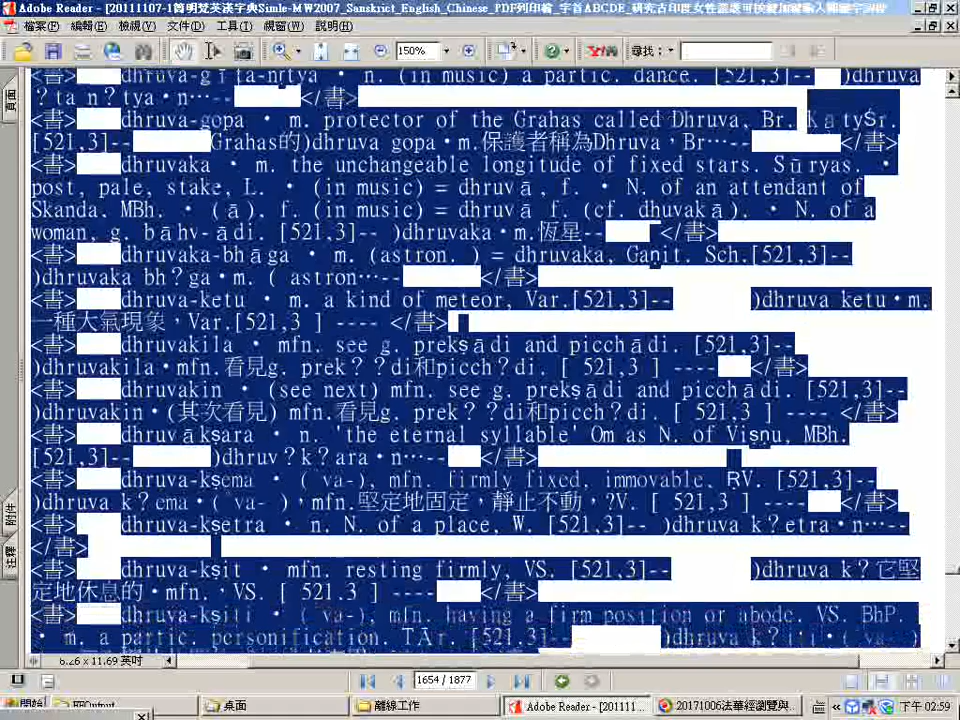 Adobe Reader - [20111107-1簡明梵英漢字典Simle-MW2007_Sanskrict_English_Chinese_PDF列印檔_字首ABCDE_研究古印度女性
檔案(F) 編輯(E) 檢視(V) 文件(D) 工具(T) 視窗(W) 說明(H)
150% 尋找:
頁面
附件
注釋
<書> dhruva-gīta-nṛtya · n. (in music) a partic. dance. [521,3]-- )dhruva
?ta n?tya·n…-- </書>
<書> dhruva-gopa · m. protector of the Grahas called Dhruva, Br. KātyŚr.
[521,3]-- Grahas的)dhruva gopa·m.保護者稱為Dhruva,Br…-- </書>
<書> dhruvaka · m. the unchangeable longitude of fixed stars. Sūryas. ·
post, pale, stake, L. · (in music) = dhruvā, f. · N. of an attendant of
Skanda. MBh. · (ā), f. (in music) = dhruvā f. (cf. dhuvakā), · N. of a
woman, g. bāhv-ādi. [521,3]-- )dhruvaka·m.恆星-- </書>
<書> dhruvaka-bhāga · m. (astron. ) = dhruvaka, Gaṇit. Sch.[521,3]--
)dhruvaka bh?ga·m. ( astron…-- </書>
<書> dhruva-ketu · m. a kind of meteor, Var.[521,3]-- )dhruva ketu·m.
一種大氣現象,Var.[521,3 ] ---- </書>
<書> dhruvakila · mfn. see g. prekṣādi and picchādi. [521,3]--
)dhruvakila·mfn.看見g. prek??di和picch?di. [ 521,3 ] ---- </書>
<書> dhruvakin · (see next) mfn. see g. prekṣādi and picchādi. [521,3]--
)dhruvakin·(其次看見) mfn.看見g. prek??di和picch?di. [ 521,3 ] ---- </書>
<書> dhruvākṣara · n. 'the eternal syllable' Om as N. of Viṣṇu, MBh.
[521,3]-- )dhruv?k?ara·n…-- </書>
<書> dhruva-kṣema · (˚va-), mfn. firmly fixed, immovable, RV. [521,3]--
)dhruva k?ema·(˚va- ),mfn.堅定地固定,靜止不動,?V. [ 521,3 ] ---- </書>
<書> dhruva-kṣetra · n. N. of a place, W. [521,3]-- )dhruva k?etra·n…--
</書>
<書> dhruva-kṣit · mfn. resting firmly, VS. [521,3]-- )dhruva k?它堅
定地休息的·mfn.,VS. [ 521,3 ] ---- </書>
<書> dhruva-kṣiti · (˚va-), mfn. having a firm position or abode. VS. BhP.
· m. a partic. personification. TĀr. [521,3]-- )dhruva k?iti·(˚va-)
8.26 x 11.69 英吋
1654 / 1877
開始 桌面 離線工作 Adobe Reader - [201111... 20171006法華經瀏覽與... 下午 02:59